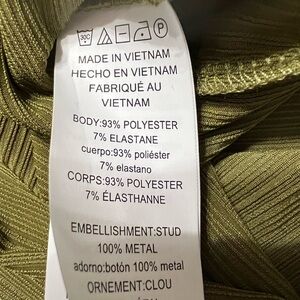 30C
P
MADE IN VIETNAM
HECHO EN VIETNAM
FABRIQUÉ AU
VIETNAM
BODY:93% POLYESTER
7% ELASTANE
cuerpo:93% poliéster
7% elastano
CORPS:93% POLYESTER
7% ÉLASTHANNE
EMBELLISHMENT:STUD
100% METAL
adorno:botón 100% metal
ORNEMENT:CLOU